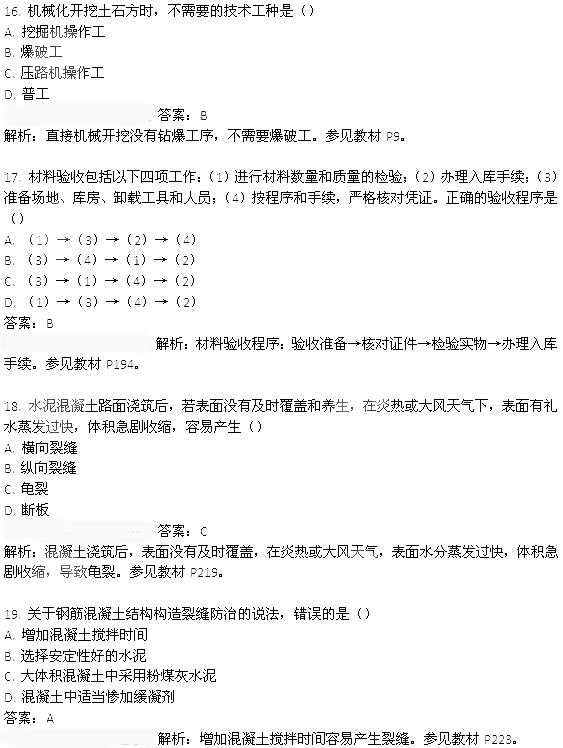 16. 机械化开挖土石方时，不需要的技术工种是（）
A. 挖掘机操作工
B. 爆破工
C. 压路机操作工
D. 普工
答案：B
解析：直接机械开挖没有钻爆工序，不需要爆破工。参见教材 P9。
17. 材料验收包括以下四项工作：（1）进行材料数量和质量的检验；（2）办理入库手续；（3）
准备场地、库房、卸载工具和人员；（4）按程序和手续，严格核对凭证。正确的验收程序是
（）
A. （1）→（3）→（2）→（4）
B. （3）→（4）→（1）→（2）
C. （3）→（1）→（4）→（2）
D. （1）→（3）→（4）→（2）
答案：B
解析：材料验收程序：验收准备→核对证件→检验实物→办理入库
手续。参见教材 P194。
18. 水泥混凝土路面浇筑后，若表面没有及时覆盖和养生，在炎热或大风天气下，表面有礼
水蒸发过快，体积急剧收缩，容易产生（）
A. 横向裂缝
B. 纵向裂缝
C. 龟裂
D. 断板
答案：C
解析：混凝土浇筑后，表面没有及时覆盖，在炎热或大风天气，表面水分蒸发过快，体积急
剧收缩，导致龟裂。参见教材 P219。
19. 关于钢筋混凝土结构构造裂缝防治的说法，错误的是（）
A. 增加混凝土搅拌时间
B. 选择安定性好的水泥
C. 大体积混凝土中采用粉煤灰水泥
D. 混凝土中适当惨加缓凝剂
答案：A
解析：增加混凝土搅拌时间容易产生裂缝。参见教材 P223。